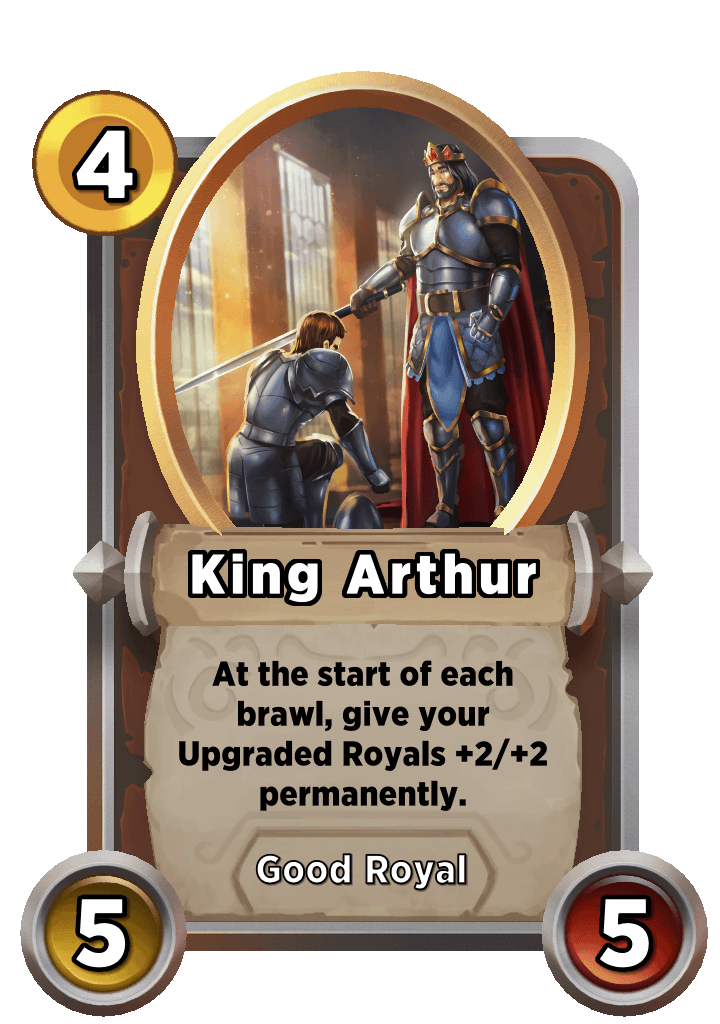 4
King Arthur
At the start of each
brawl, give your
Upgraded Royals +2/+2
permanently.
Good Royal
5
5